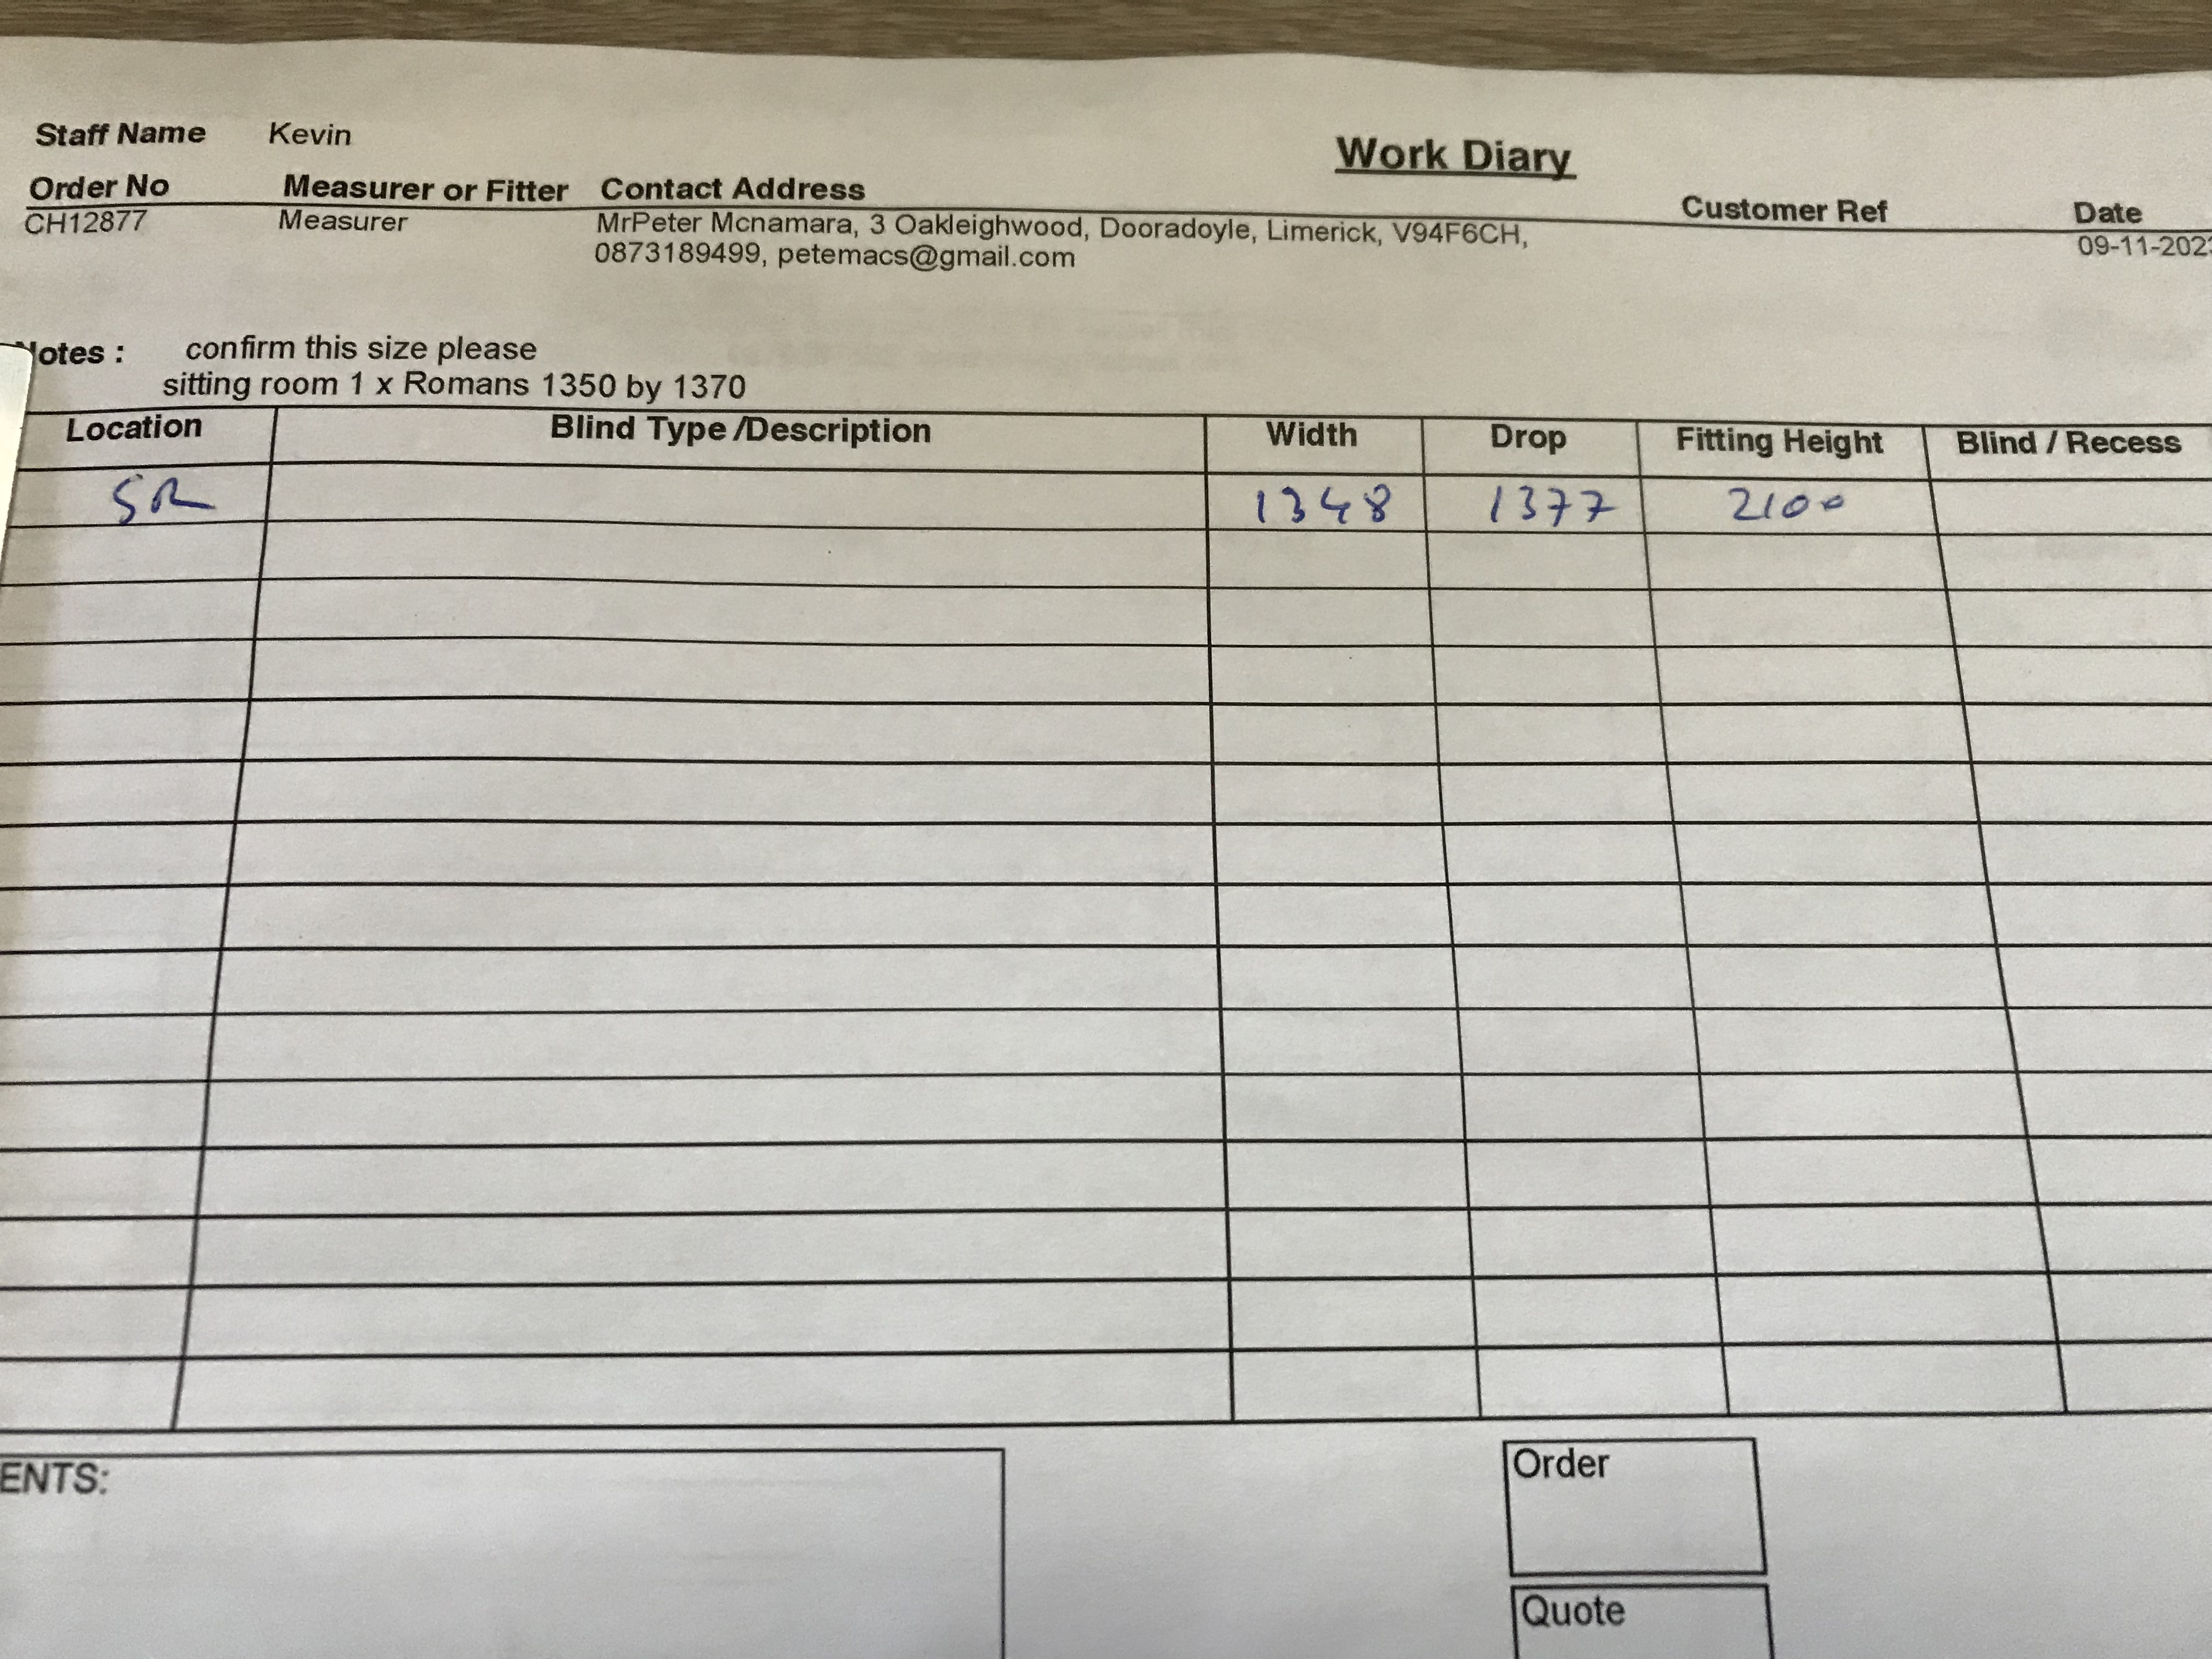 Work Diary
Staff Name Kevin
Order No Measurer or Fitter Contact Address Customer Ref Date
CH12877 Measurer MrPeter Mcnamara, 3 Oakleighwood, Dooradoyle, Limerick, V94F6CH, 09-11-202
0873189499, petemacs@gmail.com
otes : confirm this size please
sitting room 1 x Romans 1350 by 1370
Location Blind Type /Description Width Drop Fitting Height Blind / Recess
SR 1348 1377 2100
ENTS:
Order
Quote